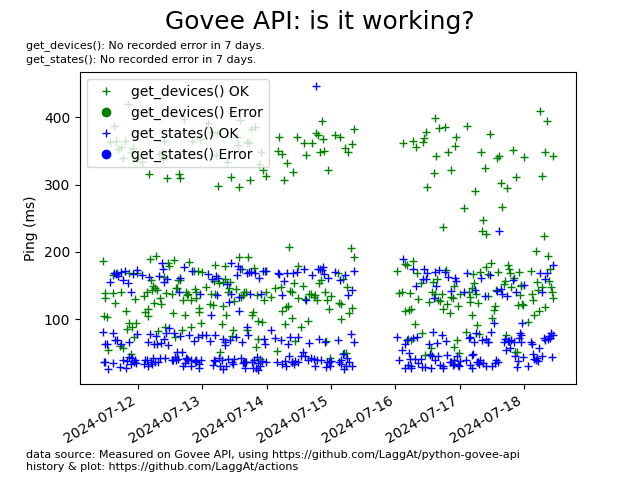 Govee API: is it working?
get_devices(): No recorded error in 7 days.
get_states(): No recorded error in 7 days.
get_devices() OK
get_devices() Error
get_states() OK
get_states() Error
Ping (ms)
400
300
200
100
2024-07-12
2024-07-13
2024-07-14
2024-07-15
2024-07-16
2024-07-17
2024-07-18
data source: Measured on Govee API, using https://github.com/LaggAt/python-govee-api
history & plot: https://github.com/LaggAt/actions